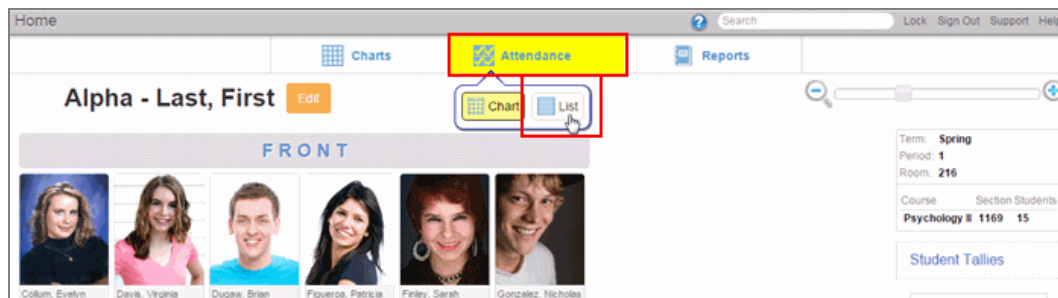 Home
Search
Lock Sign Out Support Help
Charts
Attendance
Reports
Alpha - Last, First Edit
Chart List
FRONT
Term: Spring
Period: 1
Room: 216
Course Section Students
Psychology II 1169 15
Student Tallies
Collum, Evelyn
Davis, Virginia
Dugaw, Brian
Figueroa, Patricia
Finley, Sarah
Gonzalez, Nicholas